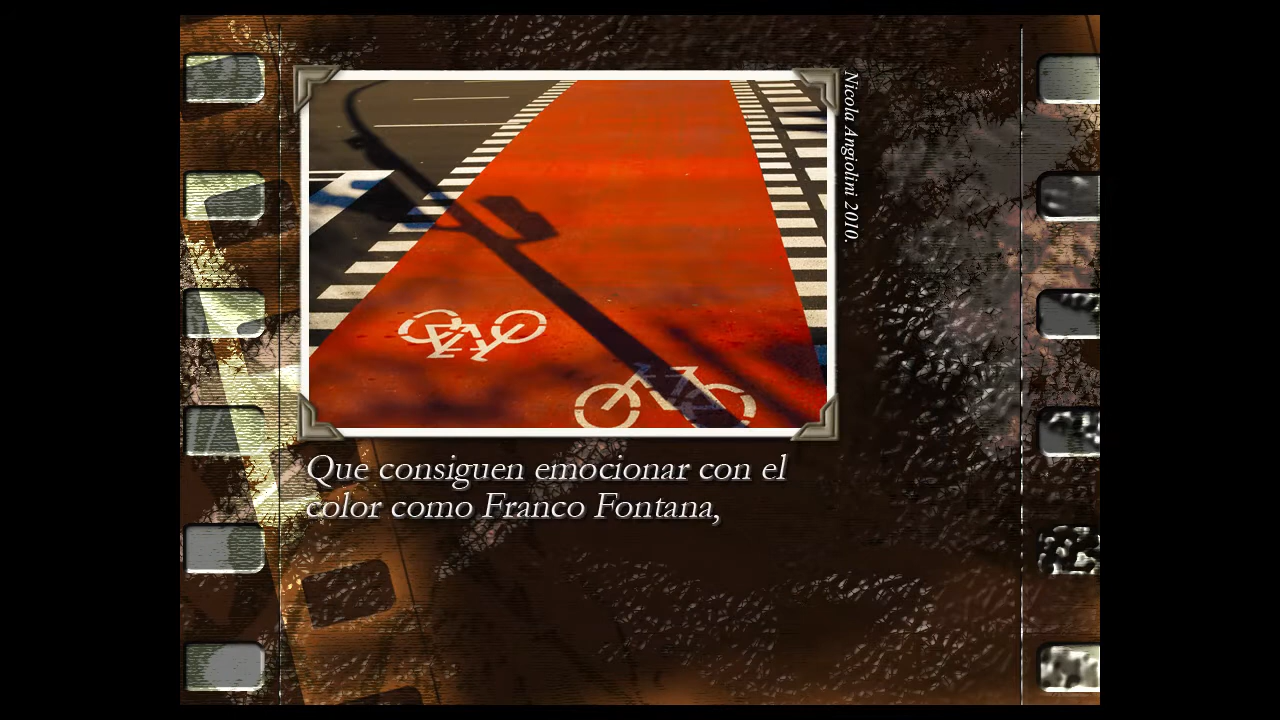 Nicola Angiolini 2010.
Que consiguen emocionar con el
color como Franco Fontana,